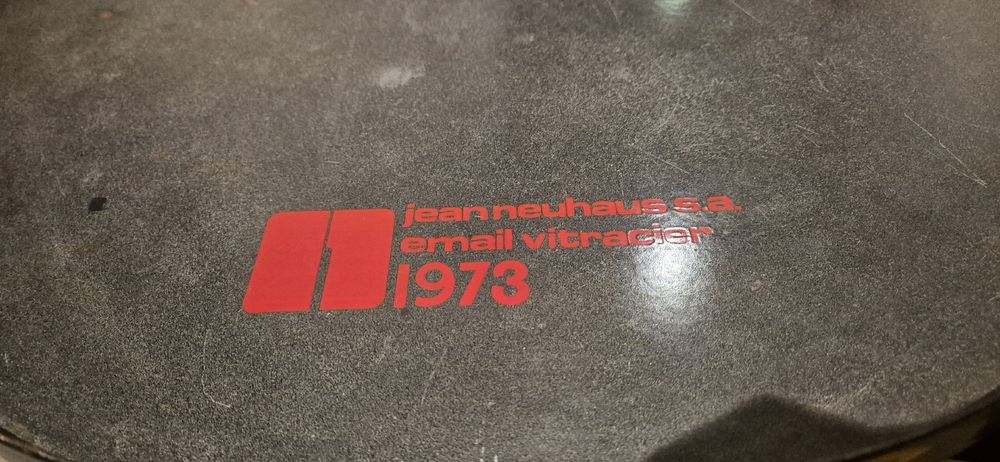 jean neuhaus s.a.
email vitracier
1973